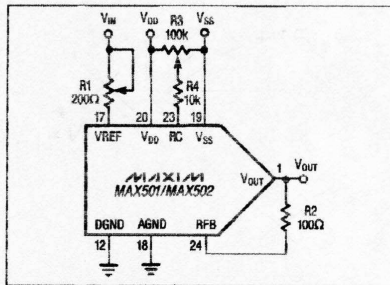 VIN VDD R3 VSS
100k
R1
200Ω
R4
10k
17 20 23 19
VREF VDD RC VSS
MAXIM
MAX501/MAX502
VOUT
1
VOUT
R2
100Ω
DGND AGND RFB
12 18 24